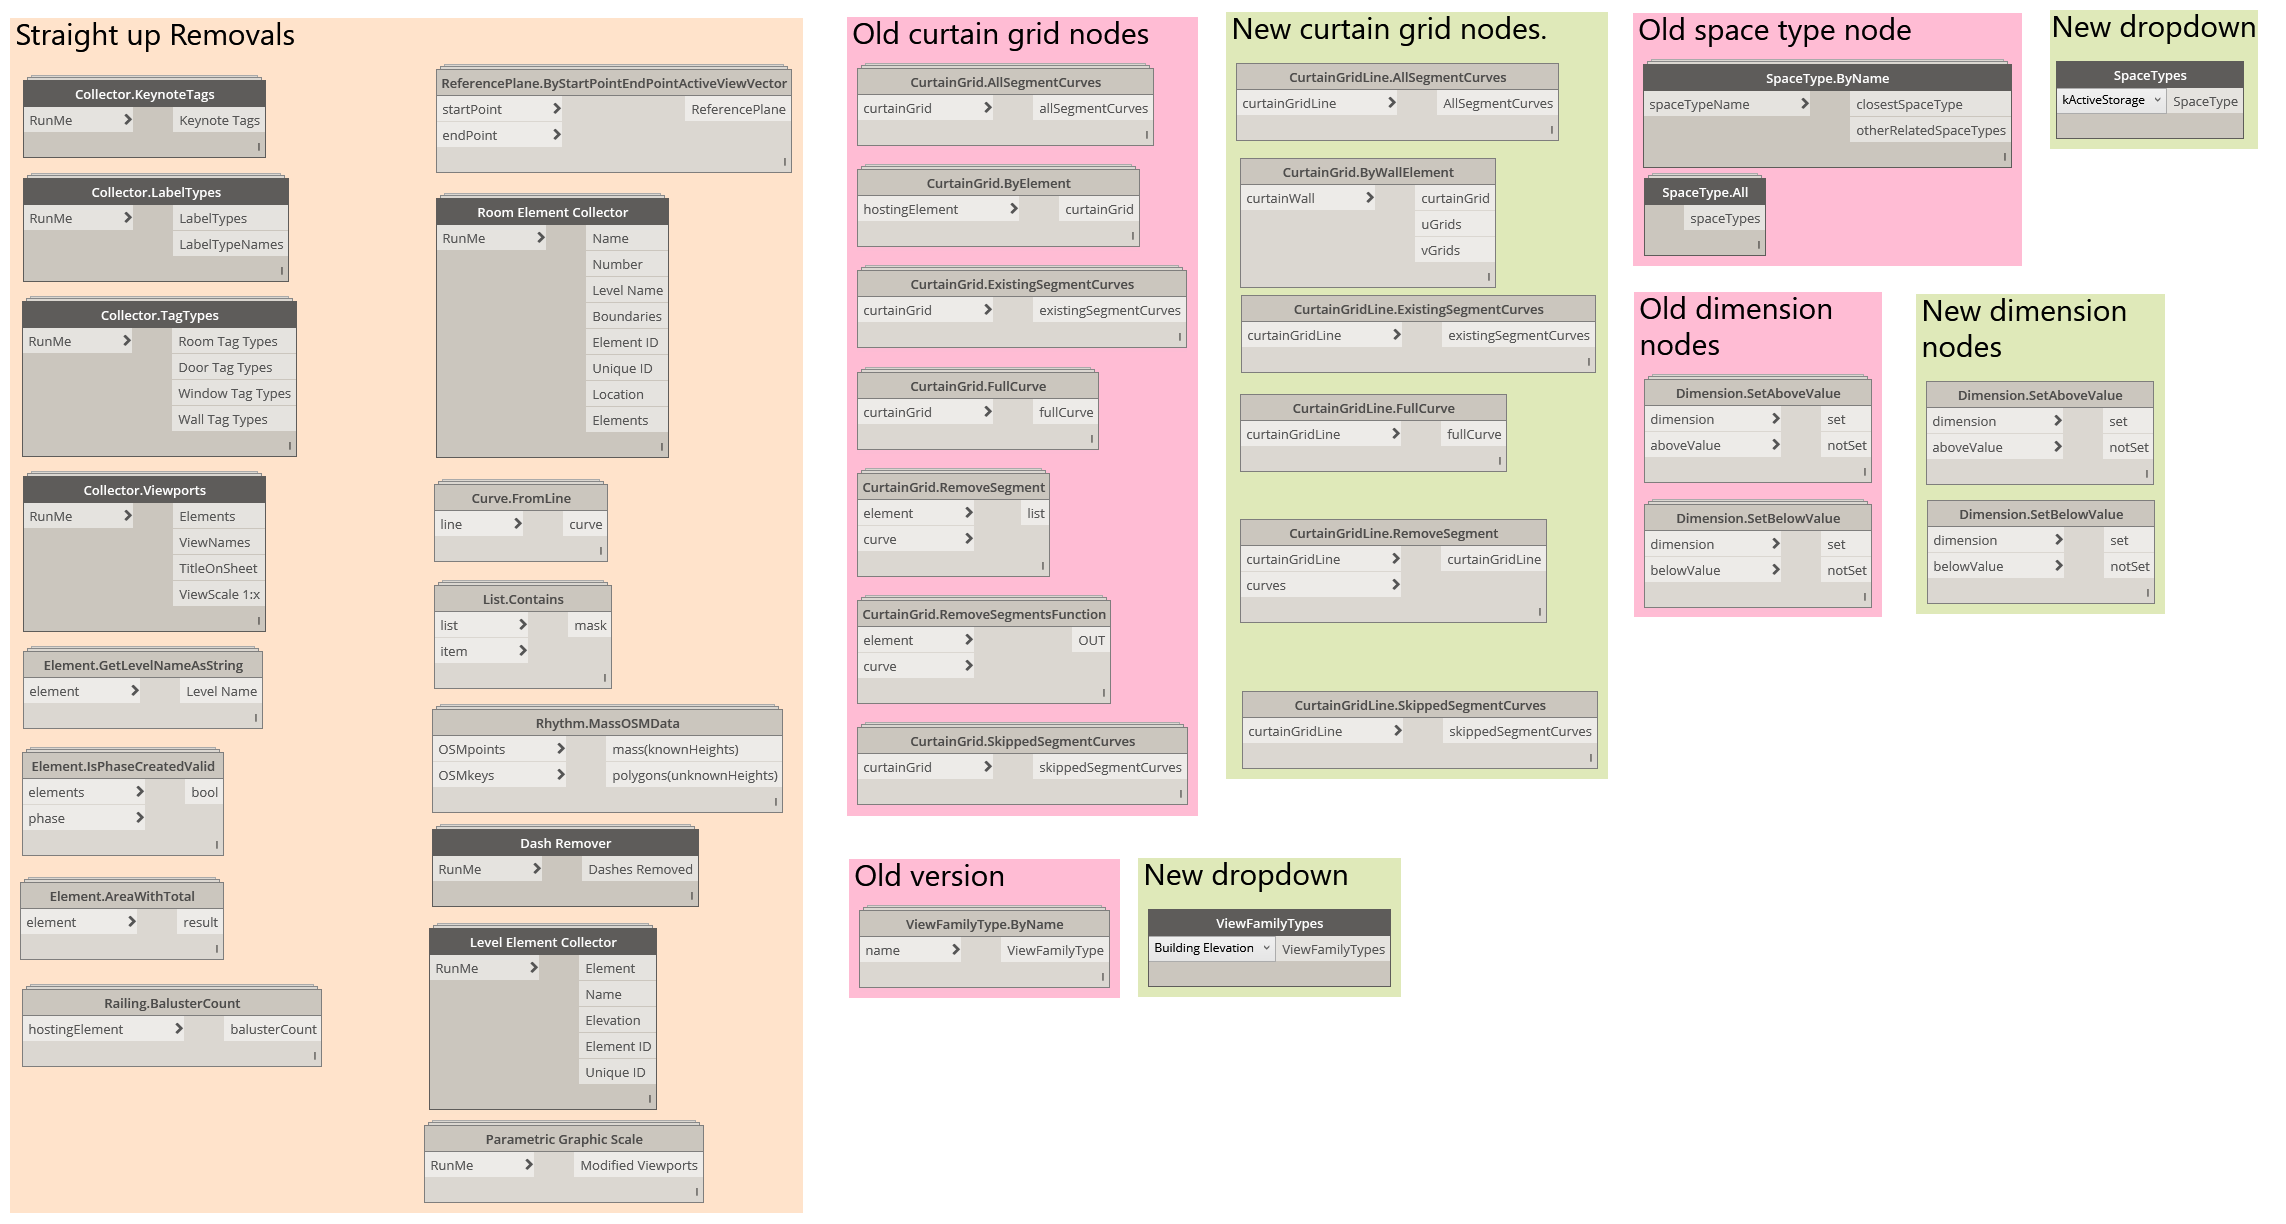 Straight up Removals
Collector.KeynoteTags
RunMe
Keynote Tags
Collector.LabelTypes
RunMe
LabelTypes
LabelTypeNames
Collector.TagTypes
RunMe
Room Tag Types
Door Tag Types
Window Tag Types
Wall Tag Types
Collector.Viewports
RunMe
Elements
ViewNames
TitleOnSheet
ViewScale 1:x
Element.GetLevelNameAsString
element
Level Name
Element.IsPhaseCreatedValid
elements
bool
phase
Element.AreaWithTotal
element
result
Railing.BalusterCount
hostingElement
balusterCount
ReferencePlane.ByStartPointEndPointActiveViewVector
startPoint
ReferencePlane
endPoint
Room Element Collector
RunMe
Name
Number
Level Name
Boundaries
Element ID
Unique ID
Location
Elements
Curve.FromLine
line
curve
List.Contains
list
mask
item
Rhythm.MassOSMData
OSMpoints
mass(knownHeights)
OSMkeys
polygons(unknownHeights)
Dash Remover
RunMe
Dashes Removed
Level Element Collector
RunMe
Element
Name
Elevation
Element ID
Unique ID
Parametric Graphic Scale
RunMe
Modified Viewports
Old curtain grid nodes
CurtainGrid.AllSegmentCurves
curtainGrid
allSegmentCurves
CurtainGrid.ByElement
hostingElement
curtainGrid
CurtainGrid.ExistingSegmentCurves
curtainGrid
existingSegmentCurves
CurtainGrid.FullCurve
curtainGrid
fullCurve
CurtainGrid.RemoveSegment
element
list
curve
CurtainGrid.RemoveSegmentsFunction
element
OUT
curve
CurtainGrid.SkippedSegmentCurves
curtainGrid
skippedSegmentCurves
New curtain grid nodes.
CurtainGridLine.AllSegmentCurves
curtainGridLine
AllSegmentCurves
CurtainGrid.ByWallElement
curtainWall
curtainGrid
uGrids
vGrids
CurtainGridLine.ExistingSegmentCurves
curtainGridLine
existingSegmentCurves
CurtainGridLine.FullCurve
curtainGridLine
fullCurve
CurtainGridLine.RemoveSegment
curtainGridLine
curtainGridLine
curves
CurtainGridLine.SkippedSegmentCurves
curtainGridLine
skippedSegmentCurves
Old version
ViewFamilyType.ByName
name
ViewFamilyType
New dropdown
ViewFamilyTypes
Building Elevation
ViewFamilyTypes
Old space type node
SpaceType.ByName
spaceTypeName
closestSpaceType
otherRelatedSpaceTypes
SpaceType.All
spaceTypes
New dropdown
SpaceTypes
kActiveStorage
SpaceType
Old dimension
nodes
Dimension.SetAboveValue
dimension
set
aboveValue
notSet
Dimension.SetBelowValue
dimension
set
belowValue
notSet
New dimension
nodes
Dimension.SetAboveValue
dimension
set
aboveValue
notSet
Dimension.SetBelowValue
dimension
set
belowValue
notSet